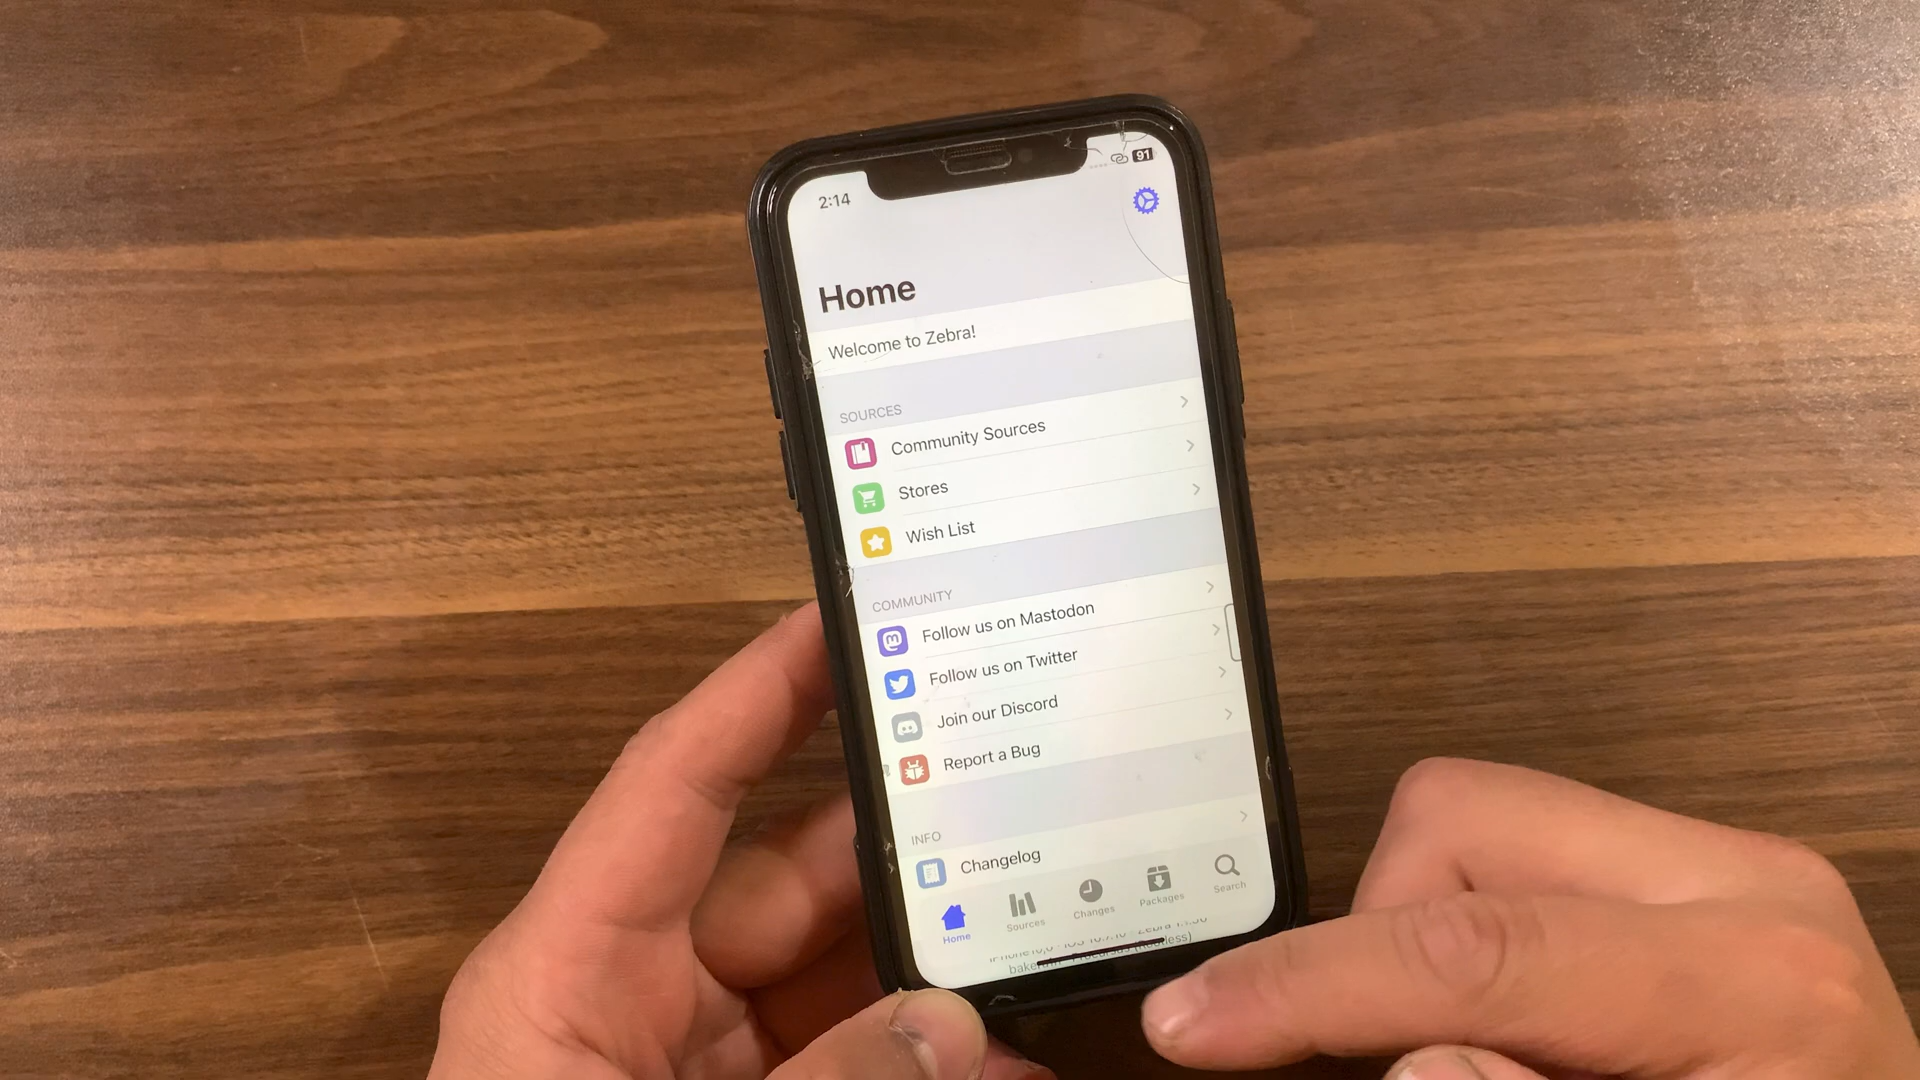 2:14
91
Home
Welcome to Zebra!
SOURCES
Community Sources
Stores
Wish List
COMMUNITY
Follow us on Mastodon
Follow us on Twitter
Join our Discord
Report a Bug
INFO
Changelog
Home
Sources
Changes
Packages
Search